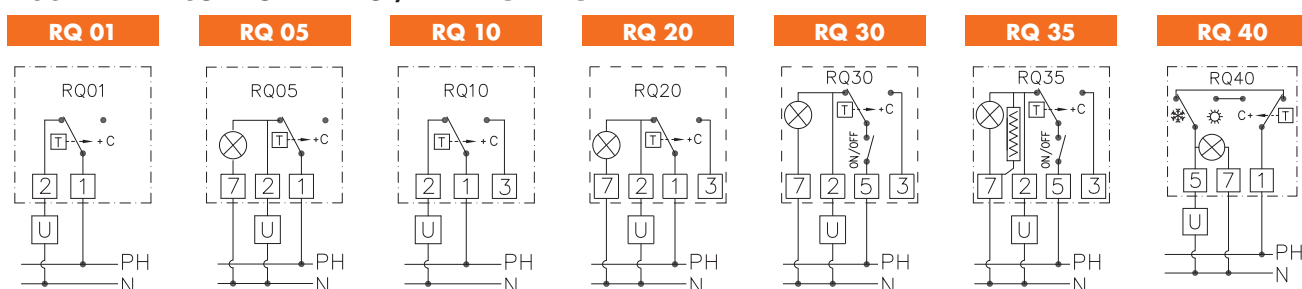 RQ 01 RQ 05 RQ 10 RQ 20 RQ 30 RQ 35 RQ 40
RQ01 RQ05 RQ10 RQ20 RQ30 RQ35 RQ40
T +C T +C T +C T +C T +C T +C C+ T
ON/OFF ON/OFF
2 1 7 2 1 2 1 3 7 2 1 3 7 2 5 3 7 2 5 3 5 7 1
U U U U U U U
PH PH PH PH PH PH PH
N N N N N N N